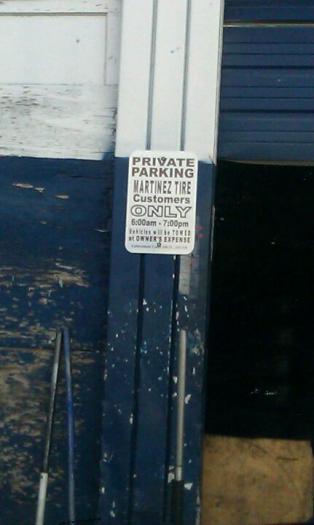 PRIVATE
PARKING
MARTINEZ TIRE
Customers
ONLY
6:00am - 7:00pm
Vehicles will be TOWED
at OWNER'S EXPENSE